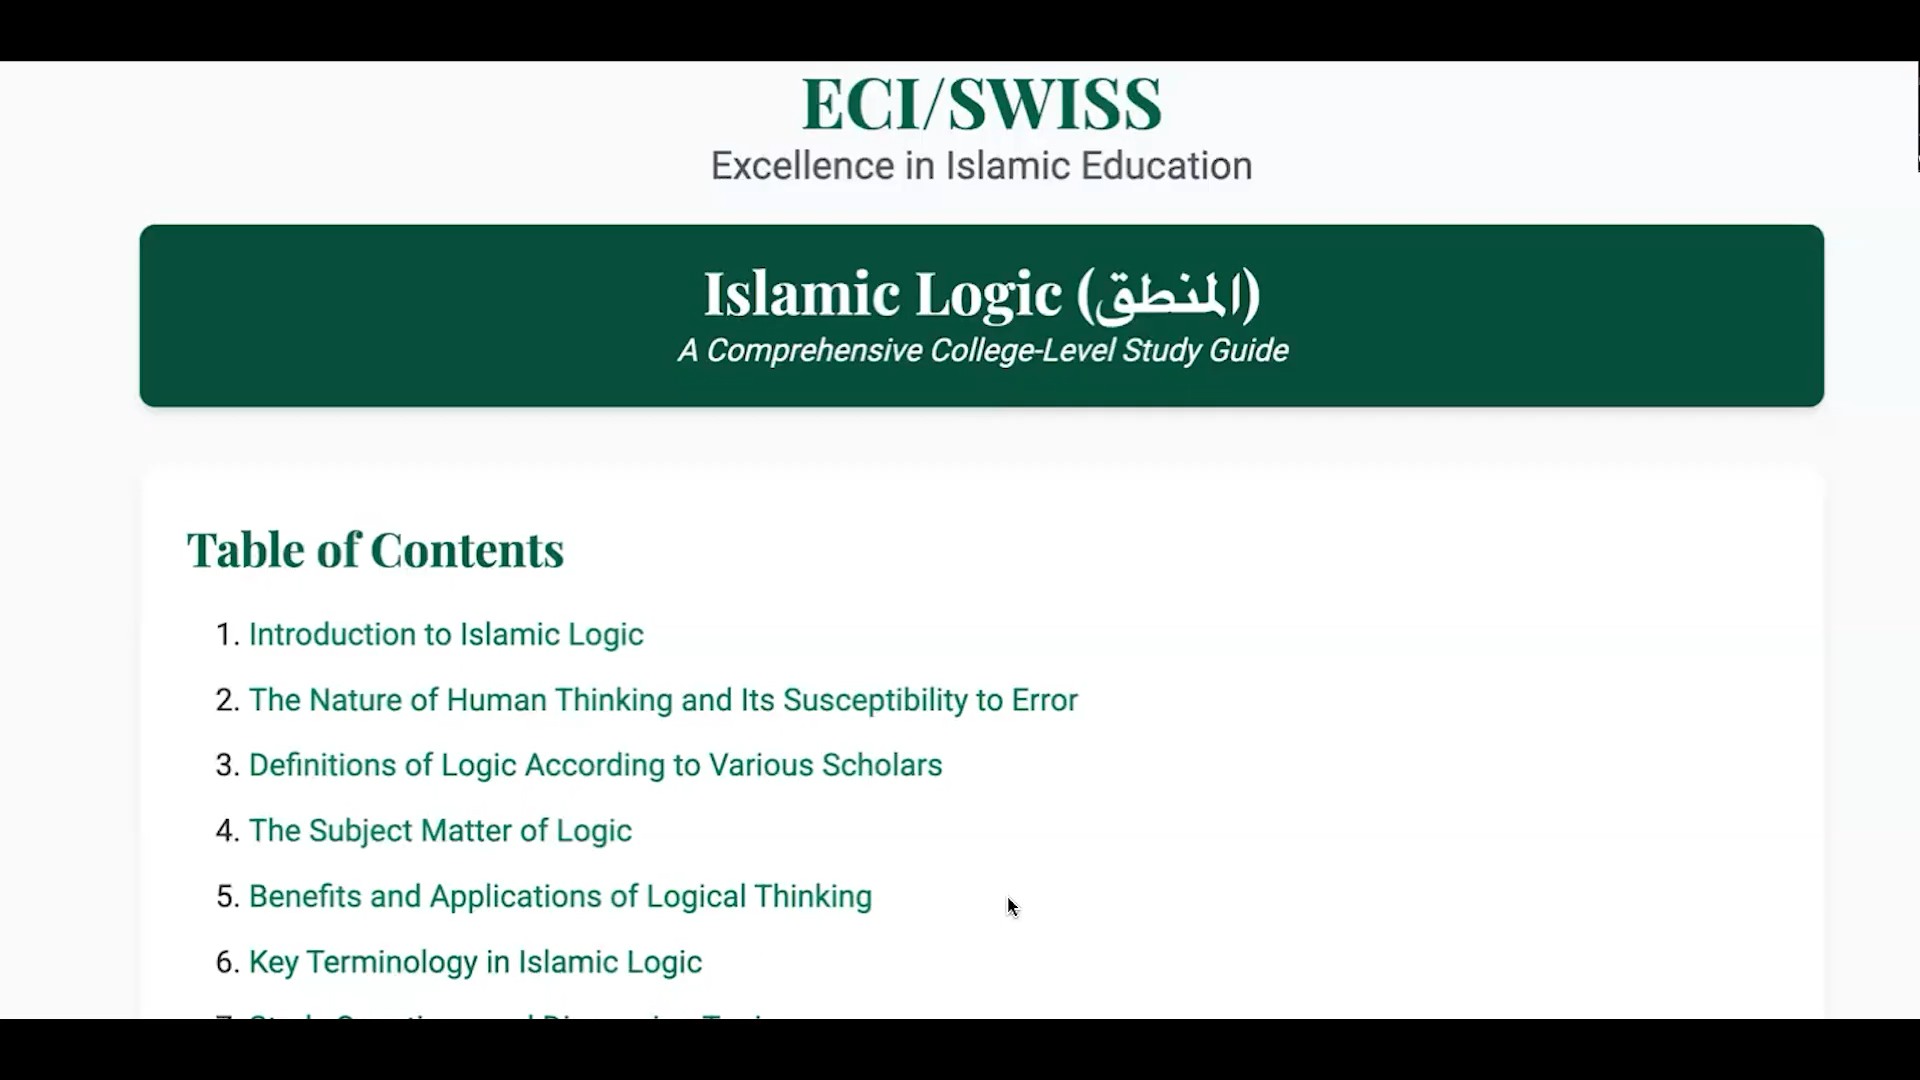 ECI/SWISS
Excellence in Islamic Education
Islamic Logic (المنطق)
A Comprehensive College-Level Study Guide
Table of Contents
1. Introduction to Islamic Logic
2. The Nature of Human Thinking and Its Susceptibility to Error
3. Definitions of Logic According to Various Scholars
4. The Subject Matter of Logic
5. Benefits and Applications of Logical Thinking
6. Key Terminology in Islamic Logic